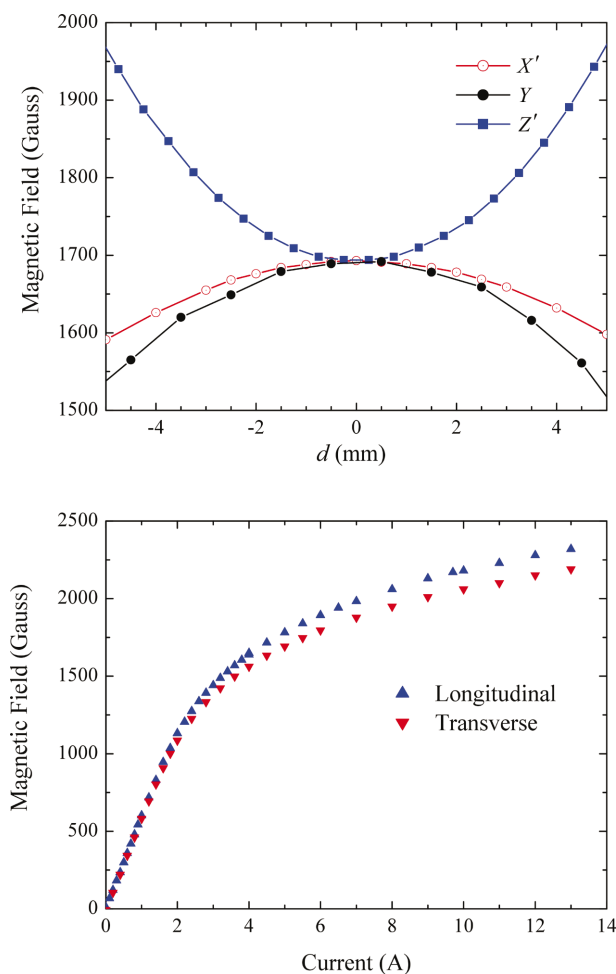 2000
1900
1800
1700
1600
1500
Magnetic Field (Gauss)
X′
Y
Z′
-4 -2 0 2 4
d (mm)
2500
2000
1500
1000
500
0
Magnetic Field (Gauss)
Longitudinal
Transverse
0 2 4 6 8 10 12 14
Current (A)